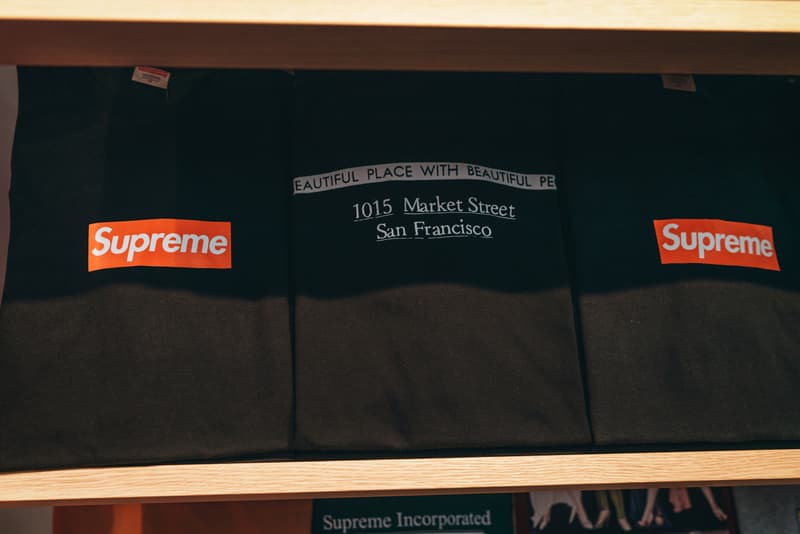 Supreme
EAUTIFUL PLACE WITH BEAUTIFUL PE
1015 Market Street
San Francisco
Supreme
Supreme Incorporated